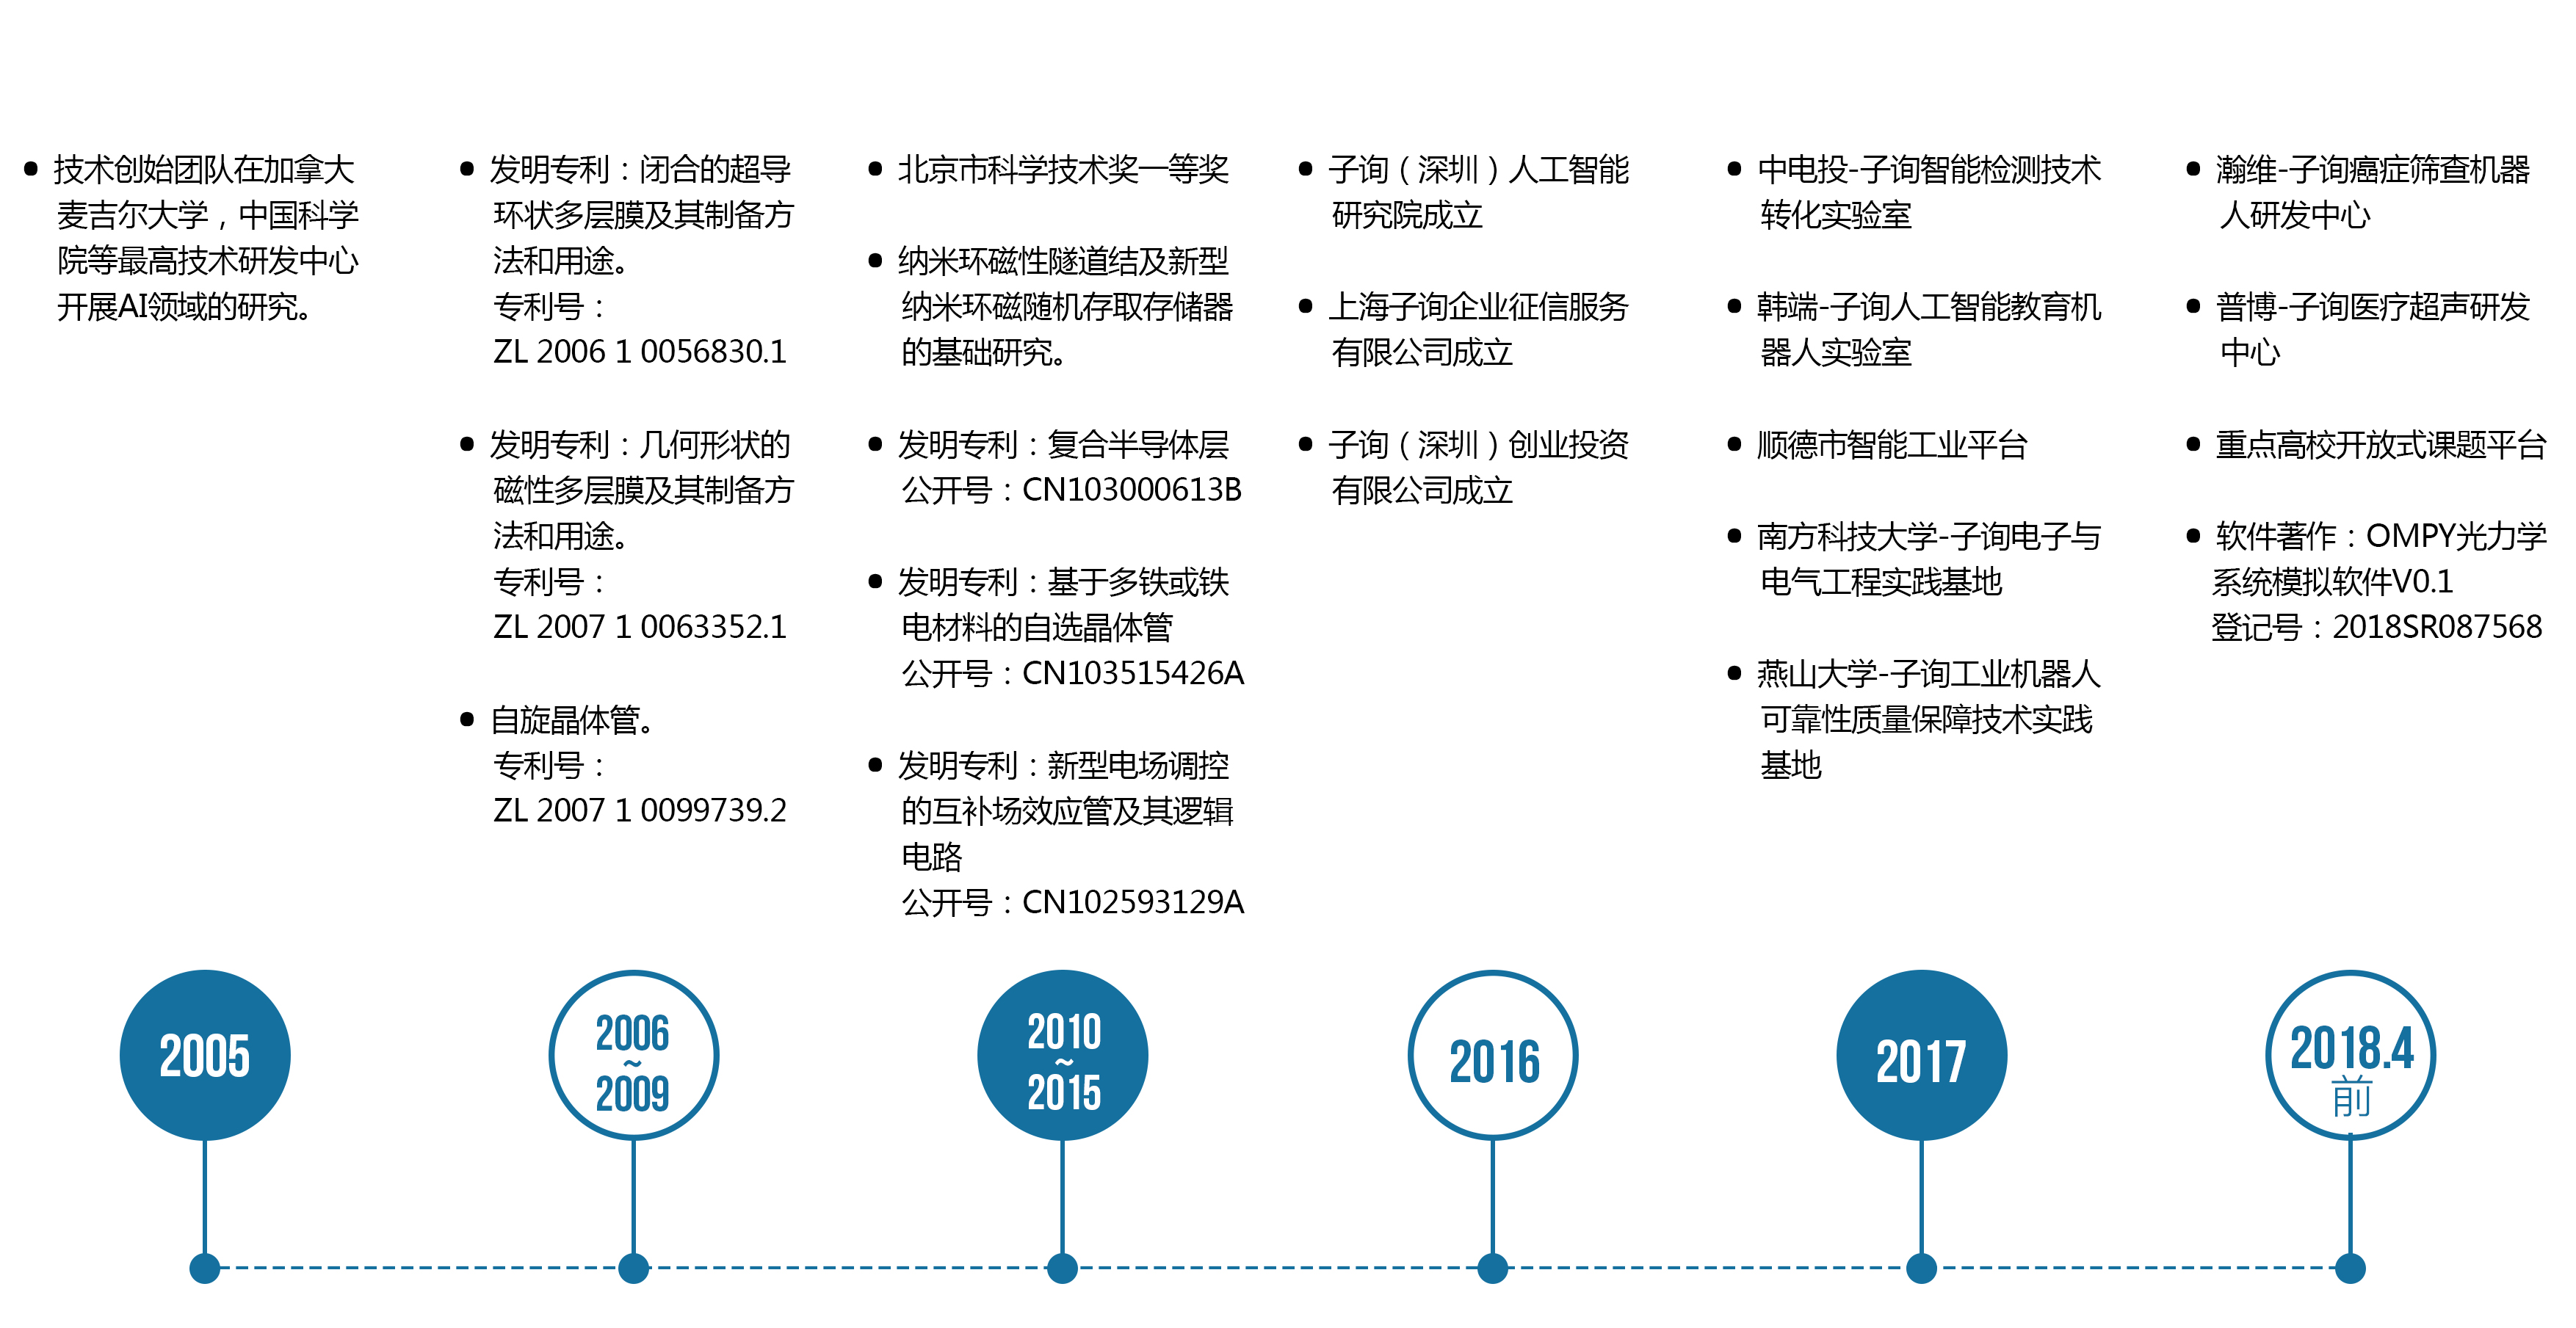 • 技术创始团队在加拿大
麦吉尔大学，中国科学
院等最高技术研发中心
开展AI领域的研究。
• 发明专利：闭合的超导
环状多层膜及其制备方
法和用途。
专利号：
ZL 2006 1 0056830.1
• 发明专利：几何形状的
磁性多层膜及其制备方
法和用途。
专利号：
ZL 2007 1 0063352.1
• 自旋晶体管。
专利号：
ZL 2007 1 0099739.2
• 北京市科学技术奖一等奖
• 纳米环磁性隧道结及新型
纳米环磁随机存取存储器
的基础研究。
• 发明专利：复合半导体层
公开号：CN103000613B
• 发明专利：基于多铁或铁
电材料的自选晶体管
公开号：CN103515426A
• 发明专利：新型电场调控
的互补场效应管及其逻辑
电路
公开号：CN102593129A
• 子询（深圳）人工智能
研究院成立
• 上海子询企业征信服务
有限公司成立
• 子询（深圳）创业投资
有限公司成立
• 中电投-子询智能检测技术
转化实验室
• 韩端-子询人工智能教育机
器人实验室
• 顺德市智能工业平台
• 南方科技大学-子询电子与
电气工程实践基地
• 燕山大学-子询工业机器人
可靠性质量保障技术实践
基地
• 瀚维-子询癌症筛查机器
人研发中心
• 普博-子询医疗超声研发
中心
• 重点高校开放式课题平台
• 软件著作：OMPY光力学
系统模拟软件V0.1
登记号：2018SR087568
2005
2006
~
2009
2010
~
2015
2016
2017
2018.4
前